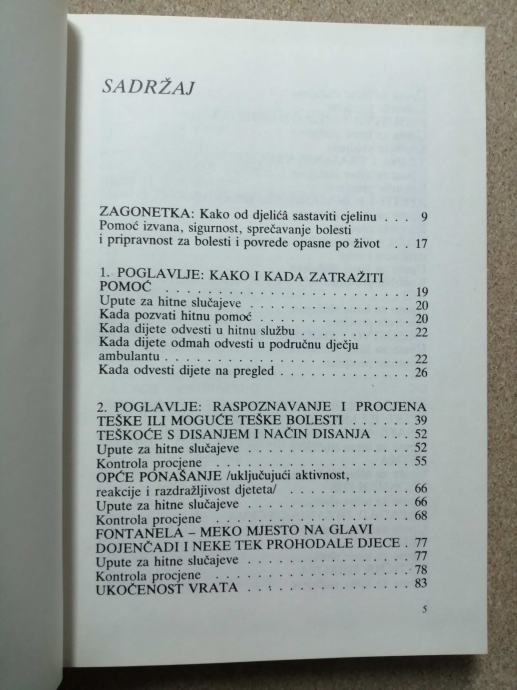 SADRŽAJ
ZAGONETKA: Kako od djelićâ sastaviti cjelinu . . . 9
Pomoć izvana, sigurnost, sprečavanje bolesti
i pripravnost za bolesti i povrede opasne po život . . 17
1. POGLAVLJE: KAKO I KADA ZATRAŽITI
POMOĆ . . . . . . . . . . . . . . . . . . . . . . 19
Upute za hitne slučajeve . . . . . . . . . . . . . 20
Kada pozvati hitnu pomoć . . . . . . . . . . . . 20
Kada dijete odvesti u hitnu službu . . . . . . . . 22
Kada dijete odmah odvesti u područnu dječju
ambulantu . . . . . . . . . . . . . . . . . . . . 22
Kada odvesti dijete na pregled . . . . . . . . . . 26
2. POGLAVLJE: RASPOZNAVANJE I PROCJENA
TEŠKE ILI MOGUĆE TEŠKE BOLESTI . . . . . 39
TEŠKOĆE S DISANJEM I NAČIN DISANJA . . . 52
Upute za hitne slučajeve . . . . . . . . . . . . . 52
Kontrola procjene . . . . . . . . . . . . . . . . 55
OPĆE PONAŠANJE /uključujući aktivnost,
reakcije i razdražljivost djeteta/ . . . . . . . . . 66
Upute za hitne slučajeve . . . . . . . . . . . . . 66
Kontrola procjene . . . . . . . . . . . . . . . . 68
FONTANELA – MEKO MJESTO NA GLAVI
DOJENČADI I NEKE TEK PROHODALE DJECE . 77
Upute za hitne slučajeve . . . . . . . . . . . . . 77
Kontrola procjene . . . . . . . . . . . . . . . . 78
UKOČENOST VRATA . . . . . . . . . . . . . . . 83
5